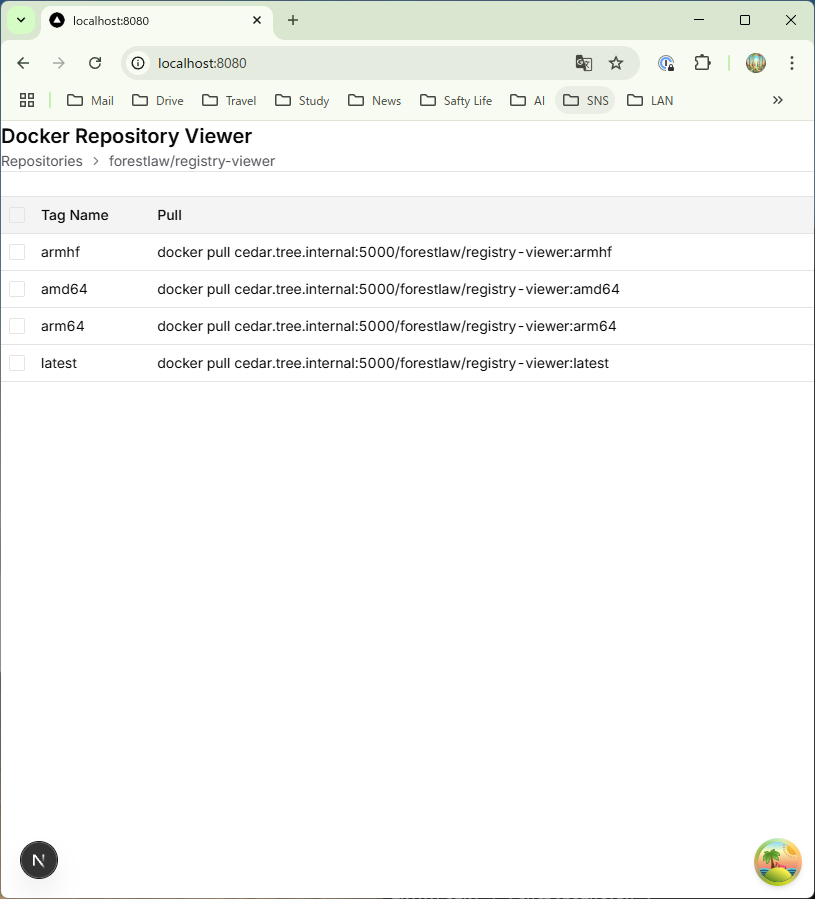 localhost:8080
localhost:8080
Mail Drive Travel Study News Safty Life AI SNS LAN
Docker Repository Viewer
Repositories > forestlaw/registry-viewer
Tag Name Pull
armhf docker pull cedar.tree.internal:5000/forestlaw/registry-viewer:armhf
amd64 docker pull cedar.tree.internal:5000/forestlaw/registry-viewer:amd64
arm64 docker pull cedar.tree.internal:5000/forestlaw/registry-viewer:arm64
latest docker pull cedar.tree.internal:5000/forestlaw/registry-viewer:latest
N